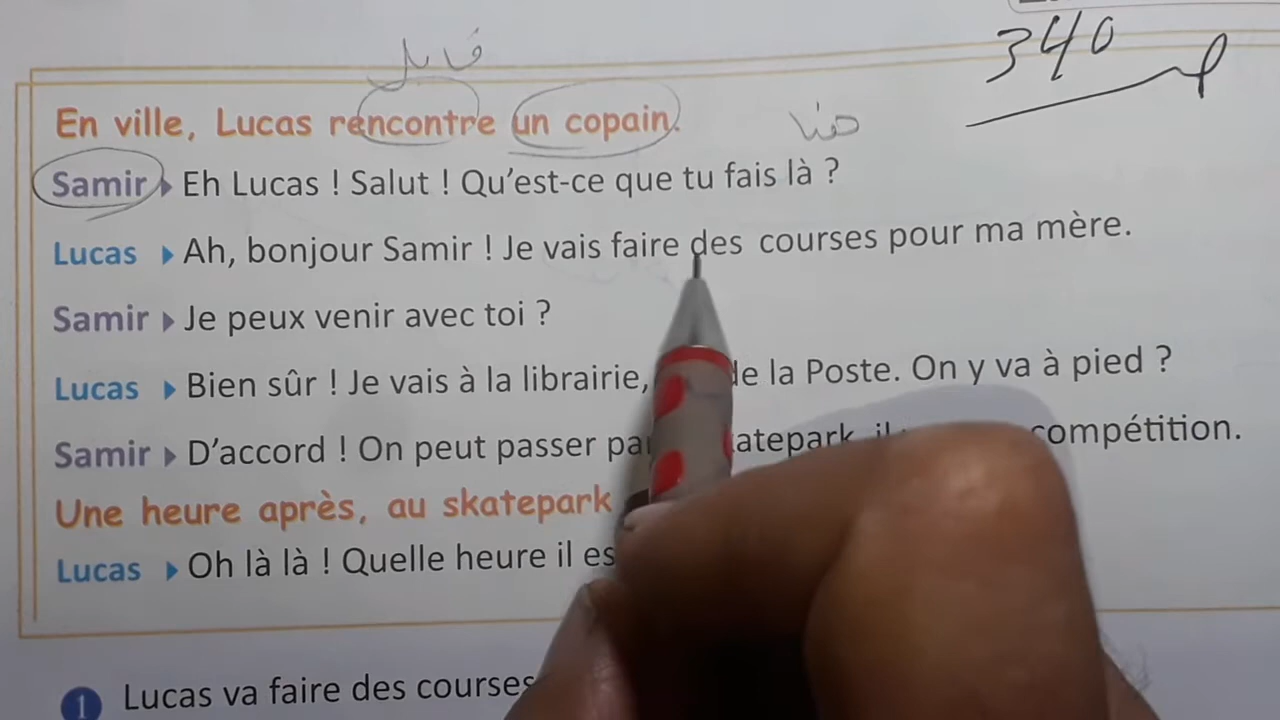 340
قابل
En ville, Lucas rencontre un copain.
هنا
Samir ▸ Eh Lucas ! Salut ! Qu'est-ce que tu fais là ?
Lucas ▸ Ah, bonjour Samir ! Je vais faire des courses pour ma mère.
Samir ▸ Je peux venir avec toi ?
Lucas ▸ Bien sûr ! Je vais à la librairie, de la Poste. On y va à pied ?
Samir ▸ D'accord ! On peut passer compétition.
Une heure après, au skatepark
Lucas ▸ Oh là là ! Quelle heure il
1 Lucas va faire des courses